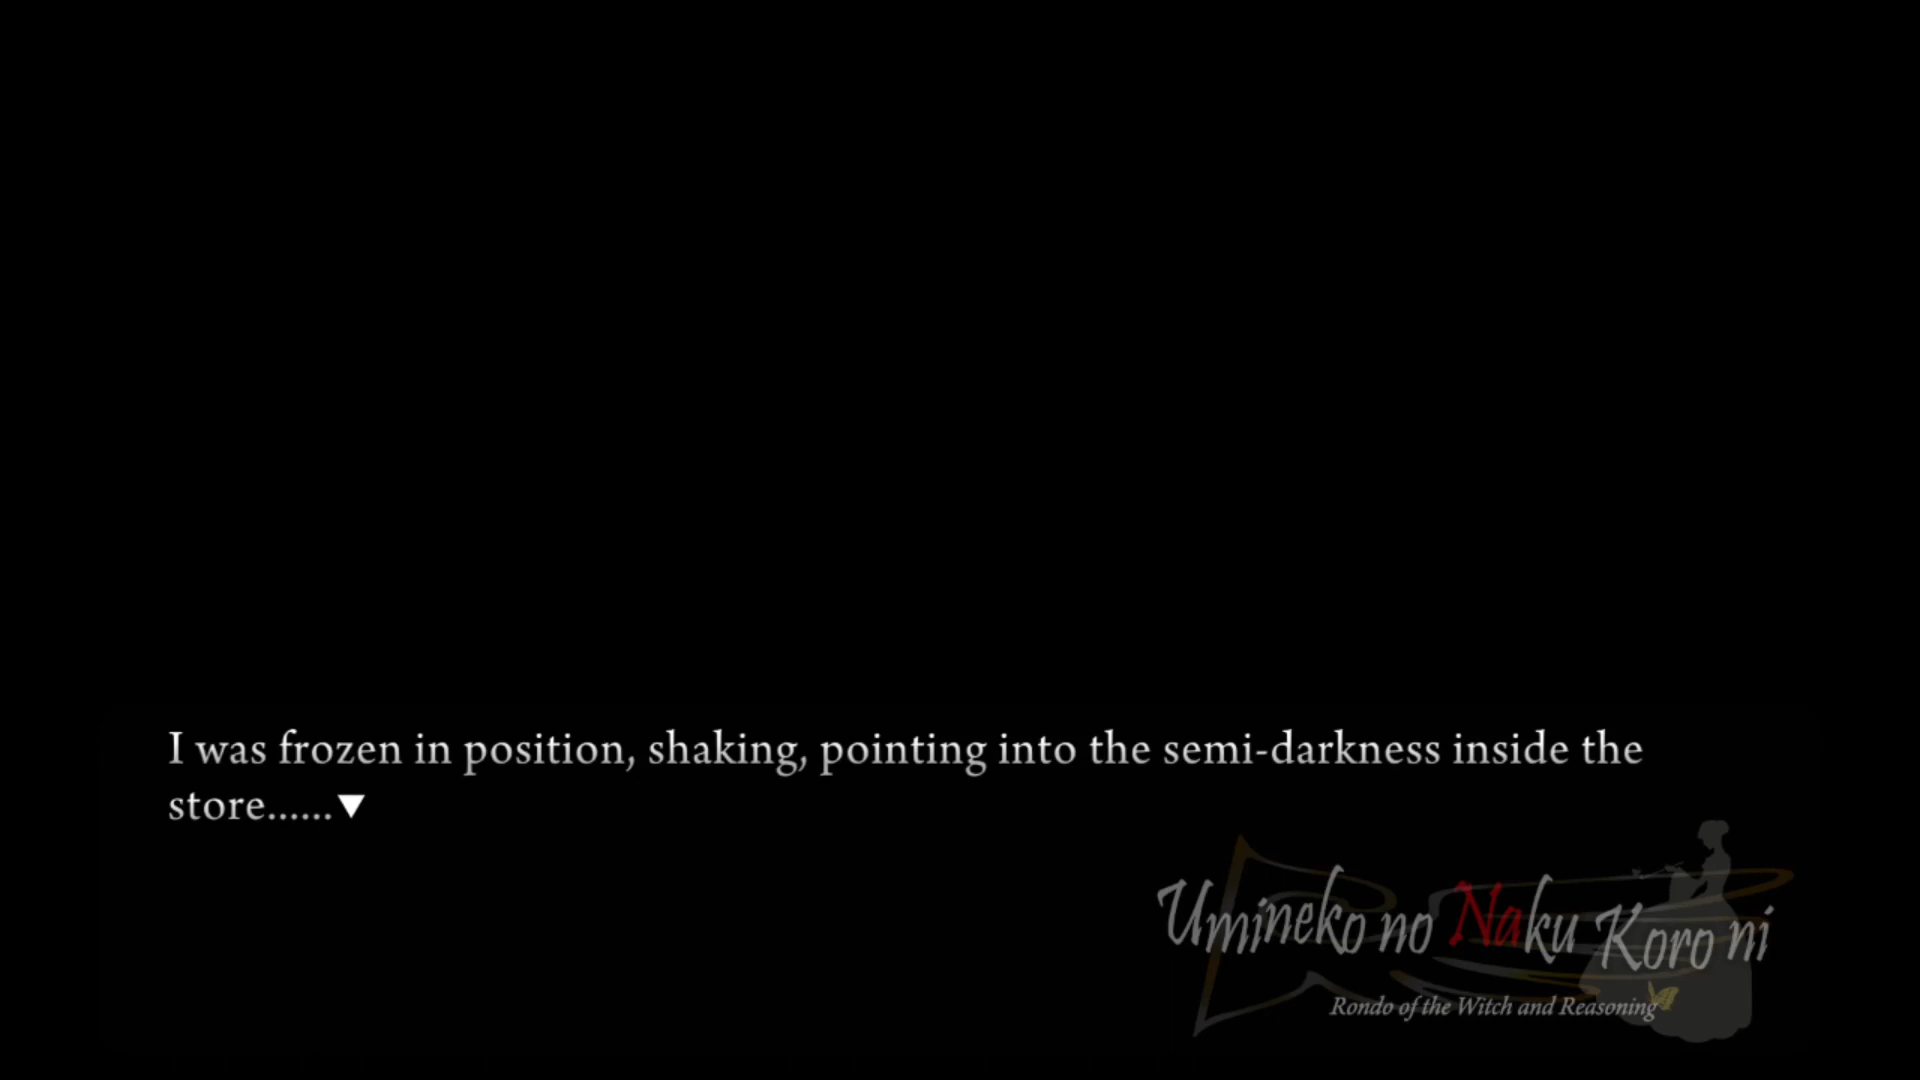 I was frozen in position, shaking, pointing into the semi-darkness inside the
store......▼
Umineko no Naku Koro ni
Rondo of the Witch and Reasoning